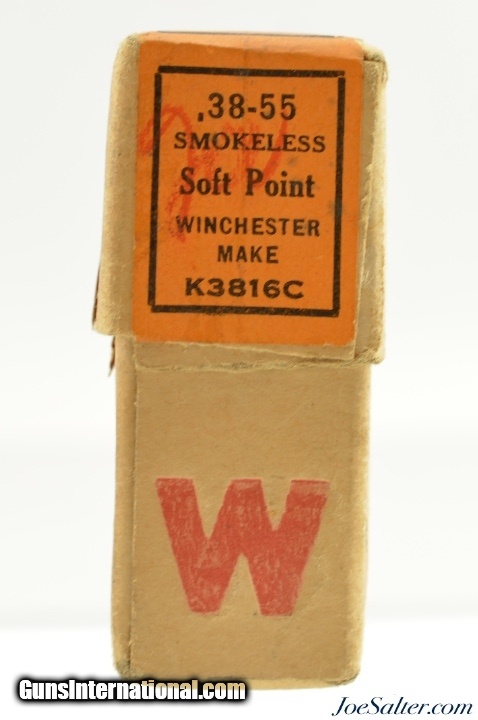 .38-55
SMOKELESS
Soft Point
WINCHESTER
MAKE
K3816C
W
GunsInternational.com
JoeSalter.com